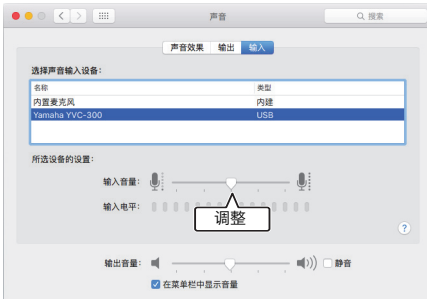 声音
搜索
声音效果 输出 输入
选择声音输入设备：
名称 类型
内置麦克风 内建
Yamaha YVC-300 USB
所选设备的设置：
输入音量：
输入电平：
调整
?
输出音量： 静音
在菜单栏中显示音量